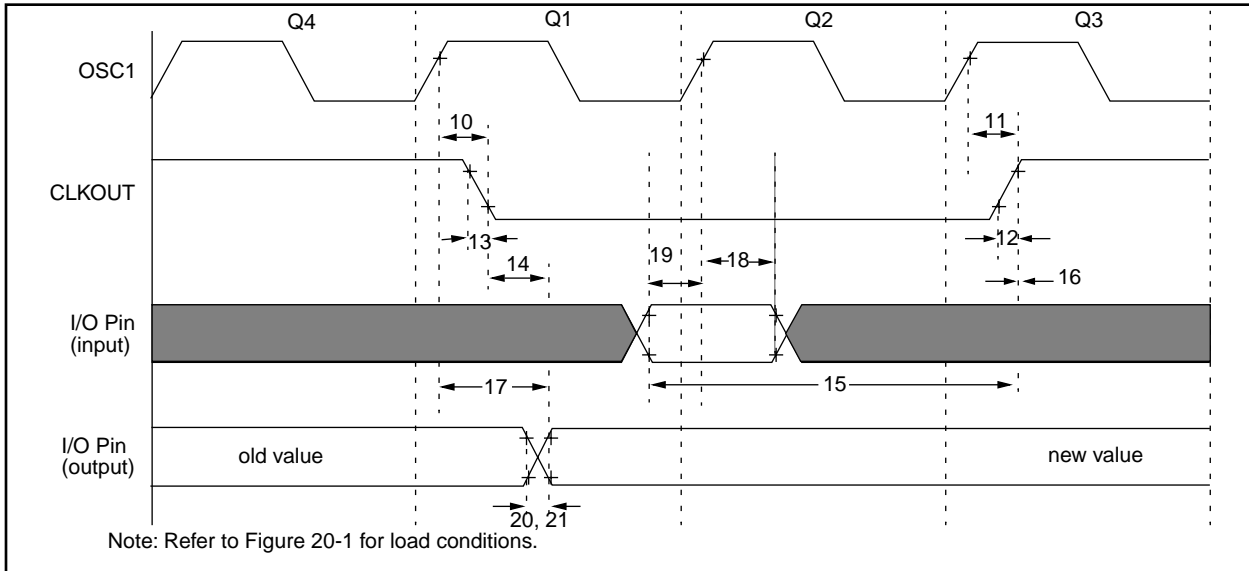 Q4 Q1 Q2 Q3
OSC1
10 11
CLKOUT
13 12
19 18
14
16
I/O Pin
(input)
17 15
I/O Pin
(output)
old value new value
20, 21
Note: Refer to Figure 20-1 for load conditions.